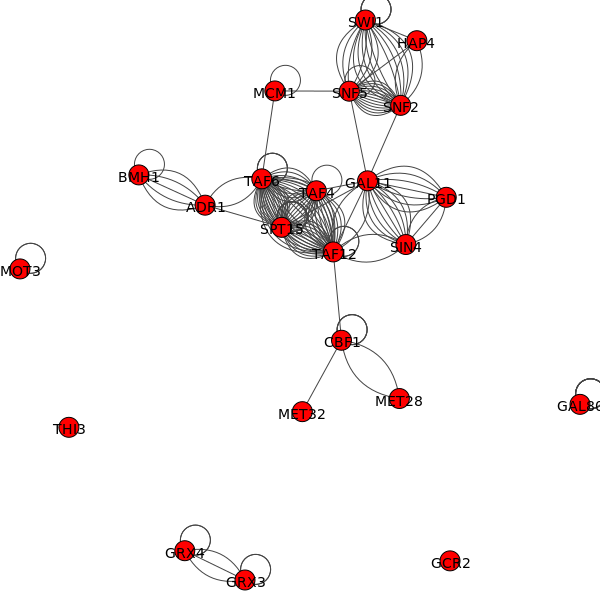 SWI1
HAP4
MCM1
SNF5
SNF2
BMH1
TAF6
TAF4
GAL11
PGD1
ADR1
SPT15
SIN4
TAF12
MOT3
CBF1
MET28
MET32
THI3
GRX4
GRX3
GCR2